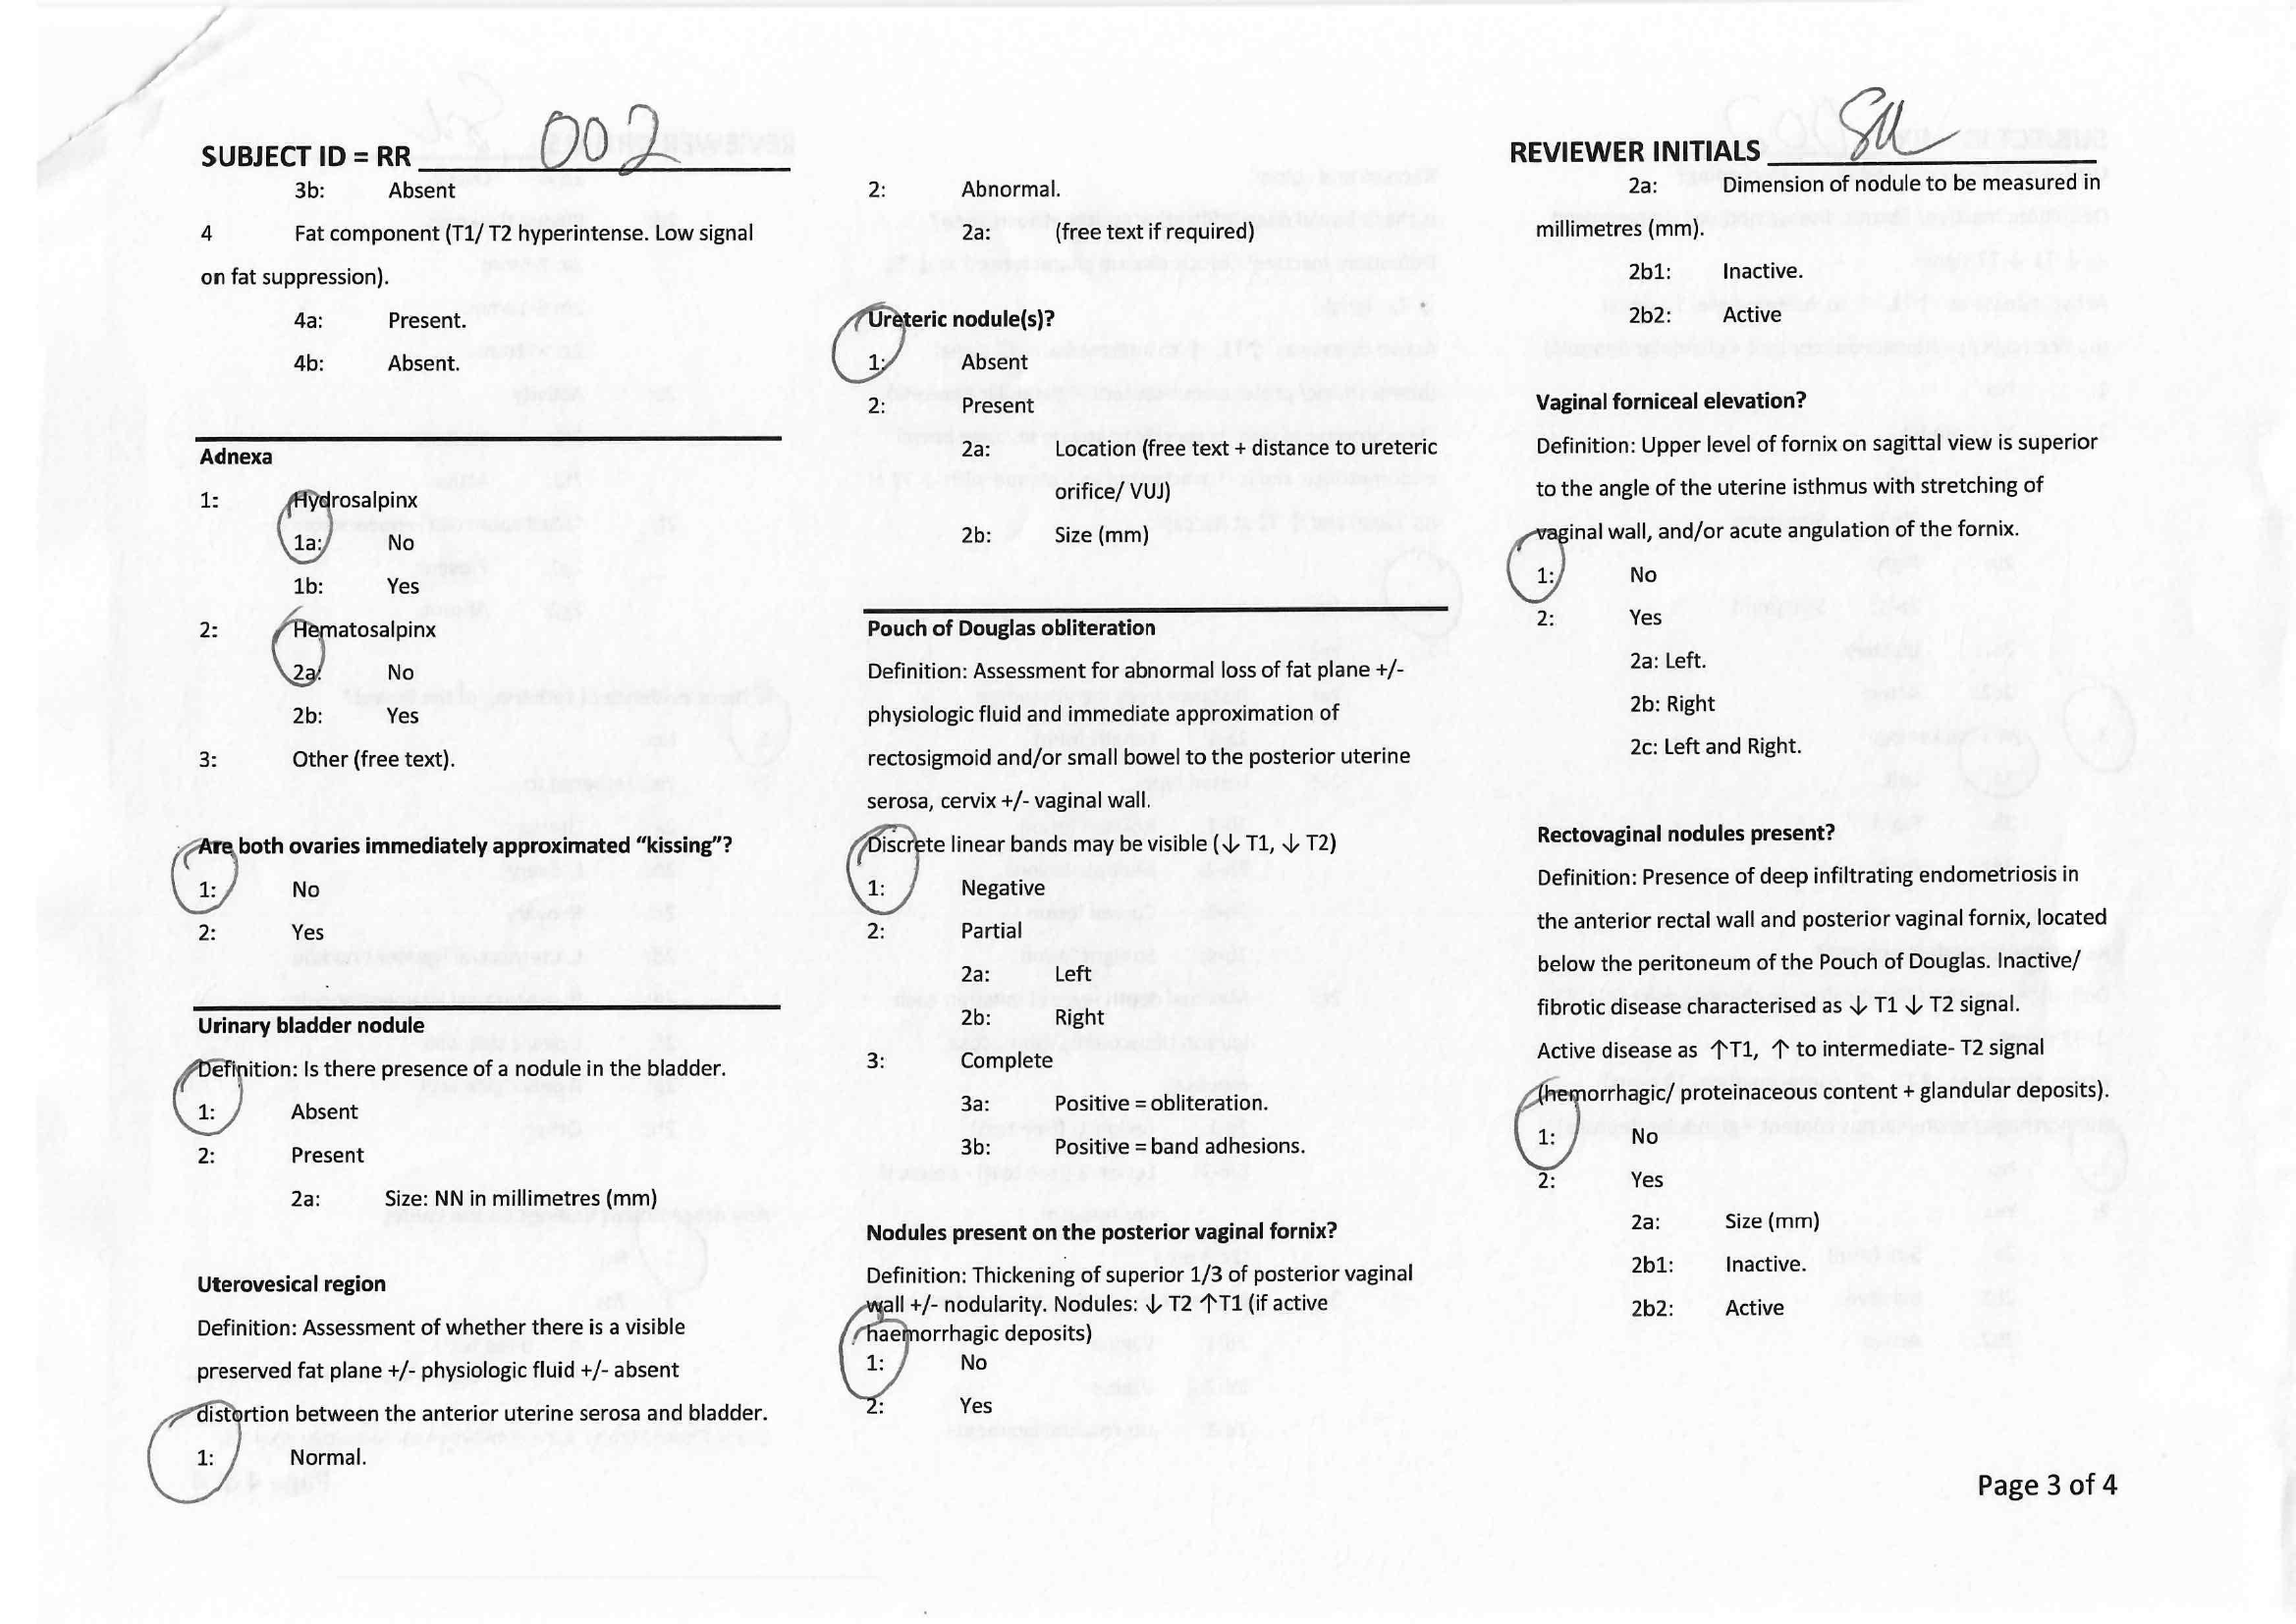 SUBJECT ID = RR 002
3b: Absent
4 Fat component (T1/ T2 hyperintense. Low signal
on fat suppression).
4a: Present.
4b: Absent.
Adnexa
1: Hydrosalpinx
1a: No
1b: Yes
2: Hematosalpinx
2a: No
2b: Yes
3: Other (free text).
Are both ovaries immediately approximated “kissing”?
1: No
2: Yes
Urinary bladder nodule
Definition: Is there presence of a nodule in the bladder.
1: Absent
2: Present
2a: Size: NN in millimetres (mm)
Uterovesical region
Definition: Assessment of whether there is a visible
preserved fat plane +/- physiologic fluid +/- absent
distortion between the anterior uterine serosa and bladder.
1: Normal.
2: Abnormal.
2a: (free text if required)
Ureteric nodule(s)?
1: Absent
2: Present
2a: Location (free text + distance to ureteric
orifice/ VUJ)
2b: Size (mm)
Pouch of Douglas obliteration
Definition: Assessment for abnormal loss of fat plane +/-
physiologic fluid and immediate approximation of
rectosigmoid and/or small bowel to the posterior uterine
serosa, cervix +/- vaginal wall.
Discrete linear bands may be visible (↓ T1, ↓ T2)
1: Negative
2: Partial
2a: Left
2b: Right
3: Complete
3a: Positive = obliteration.
3b: Positive = band adhesions.
Nodules present on the posterior vaginal fornix?
Definition: Thickening of superior 1/3 of posterior vaginal
wall +/- nodularity. Nodules: ↓ T2 ↑T1 (if active
haemorrhagic deposits)
1: No
2: Yes
REVIEWER INITIALS
2a: Dimension of nodule to be measured in
millimetres (mm).
2b1: Inactive.
2b2: Active
Vaginal forniceal elevation?
Definition: Upper level of fornix on sagittal view is superior
to the angle of the uterine isthmus with stretching of
vaginal wall, and/or acute angulation of the fornix.
1: No
2: Yes
2a: Left.
2b: Right
2c: Left and Right.
Rectovaginal nodules present?
Definition: Presence of deep infiltrating endometriosis in
the anterior rectal wall and posterior vaginal fornix, located
below the peritoneum of the Pouch of Douglas. Inactive/
fibrotic disease characterised as ↓ T1 ↓ T2 signal.
Active disease as ↑T1, ↑ to intermediate- T2 signal
(hemorrhagic/ proteinaceous content + glandular deposits).
1: No
2: Yes
2a: Size (mm)
2b1: Inactive.
2b2: Active
Page 3 of 4